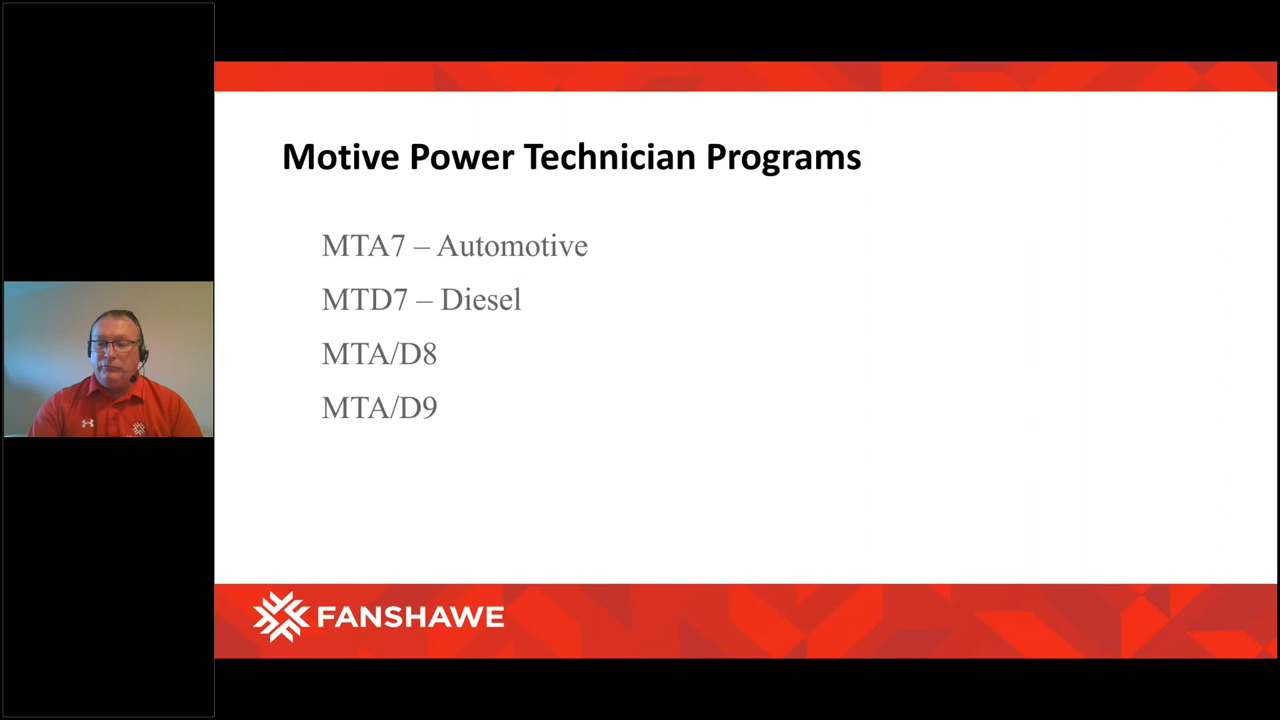 Motive Power Technician Programs
MTA7 – Automotive
MTD7 – Diesel
MTA/D8
MTA/D9
FANSHAWE